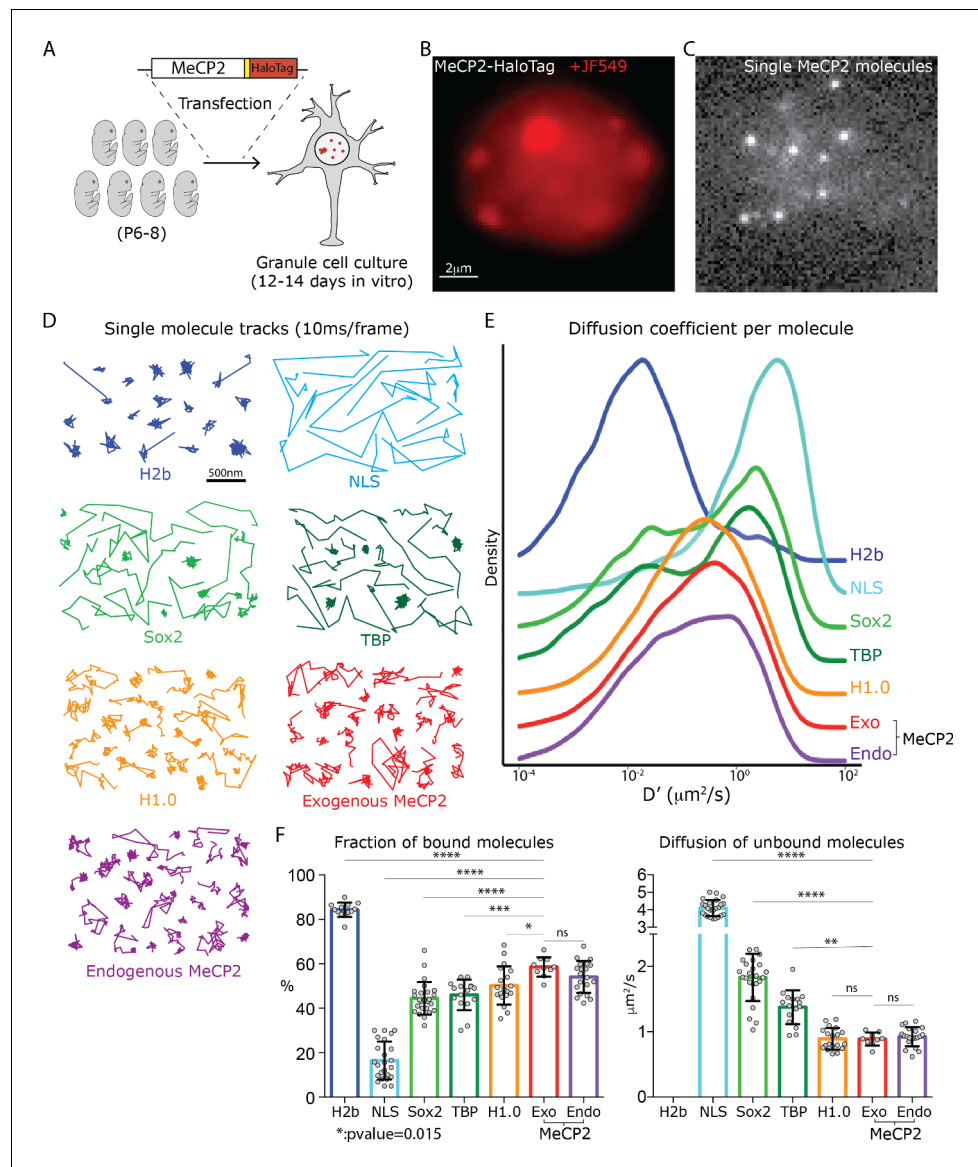 A
MeCP2
HaloTag
Transfection
(P6-8)
Granule cell culture
(12-14 days in vitro)
B
MeCP2-HaloTag +JF549
2μm
C
Single MeCP2 molecules
D
Single molecule tracks (10ms/frame)
H2b
500nm
NLS
Sox2
TBP
H1.0
Exogenous MeCP2
Endogenous MeCP2
E
Diffusion coefficient per molecule
Density
H2b
NLS
Sox2
TBP
H1.0
Exo
Endo
MeCP2
10⁻⁴
10⁻²
10⁰
10²
D' (μm²/s)
F
Fraction of bound molecules
****
****
****
***
*
ns
100
80
60
%
40
20
0
H2b NLS Sox2 TBP H1.0 Exo Endo
*:pvalue=0.015
MeCP2
Diffusion of unbound molecules
****
****
**
ns
ns
6
5
4
3
2
μm²/s
1
0
H2b NLS Sox2 TBP H1.0 Exo Endo
MeCP2